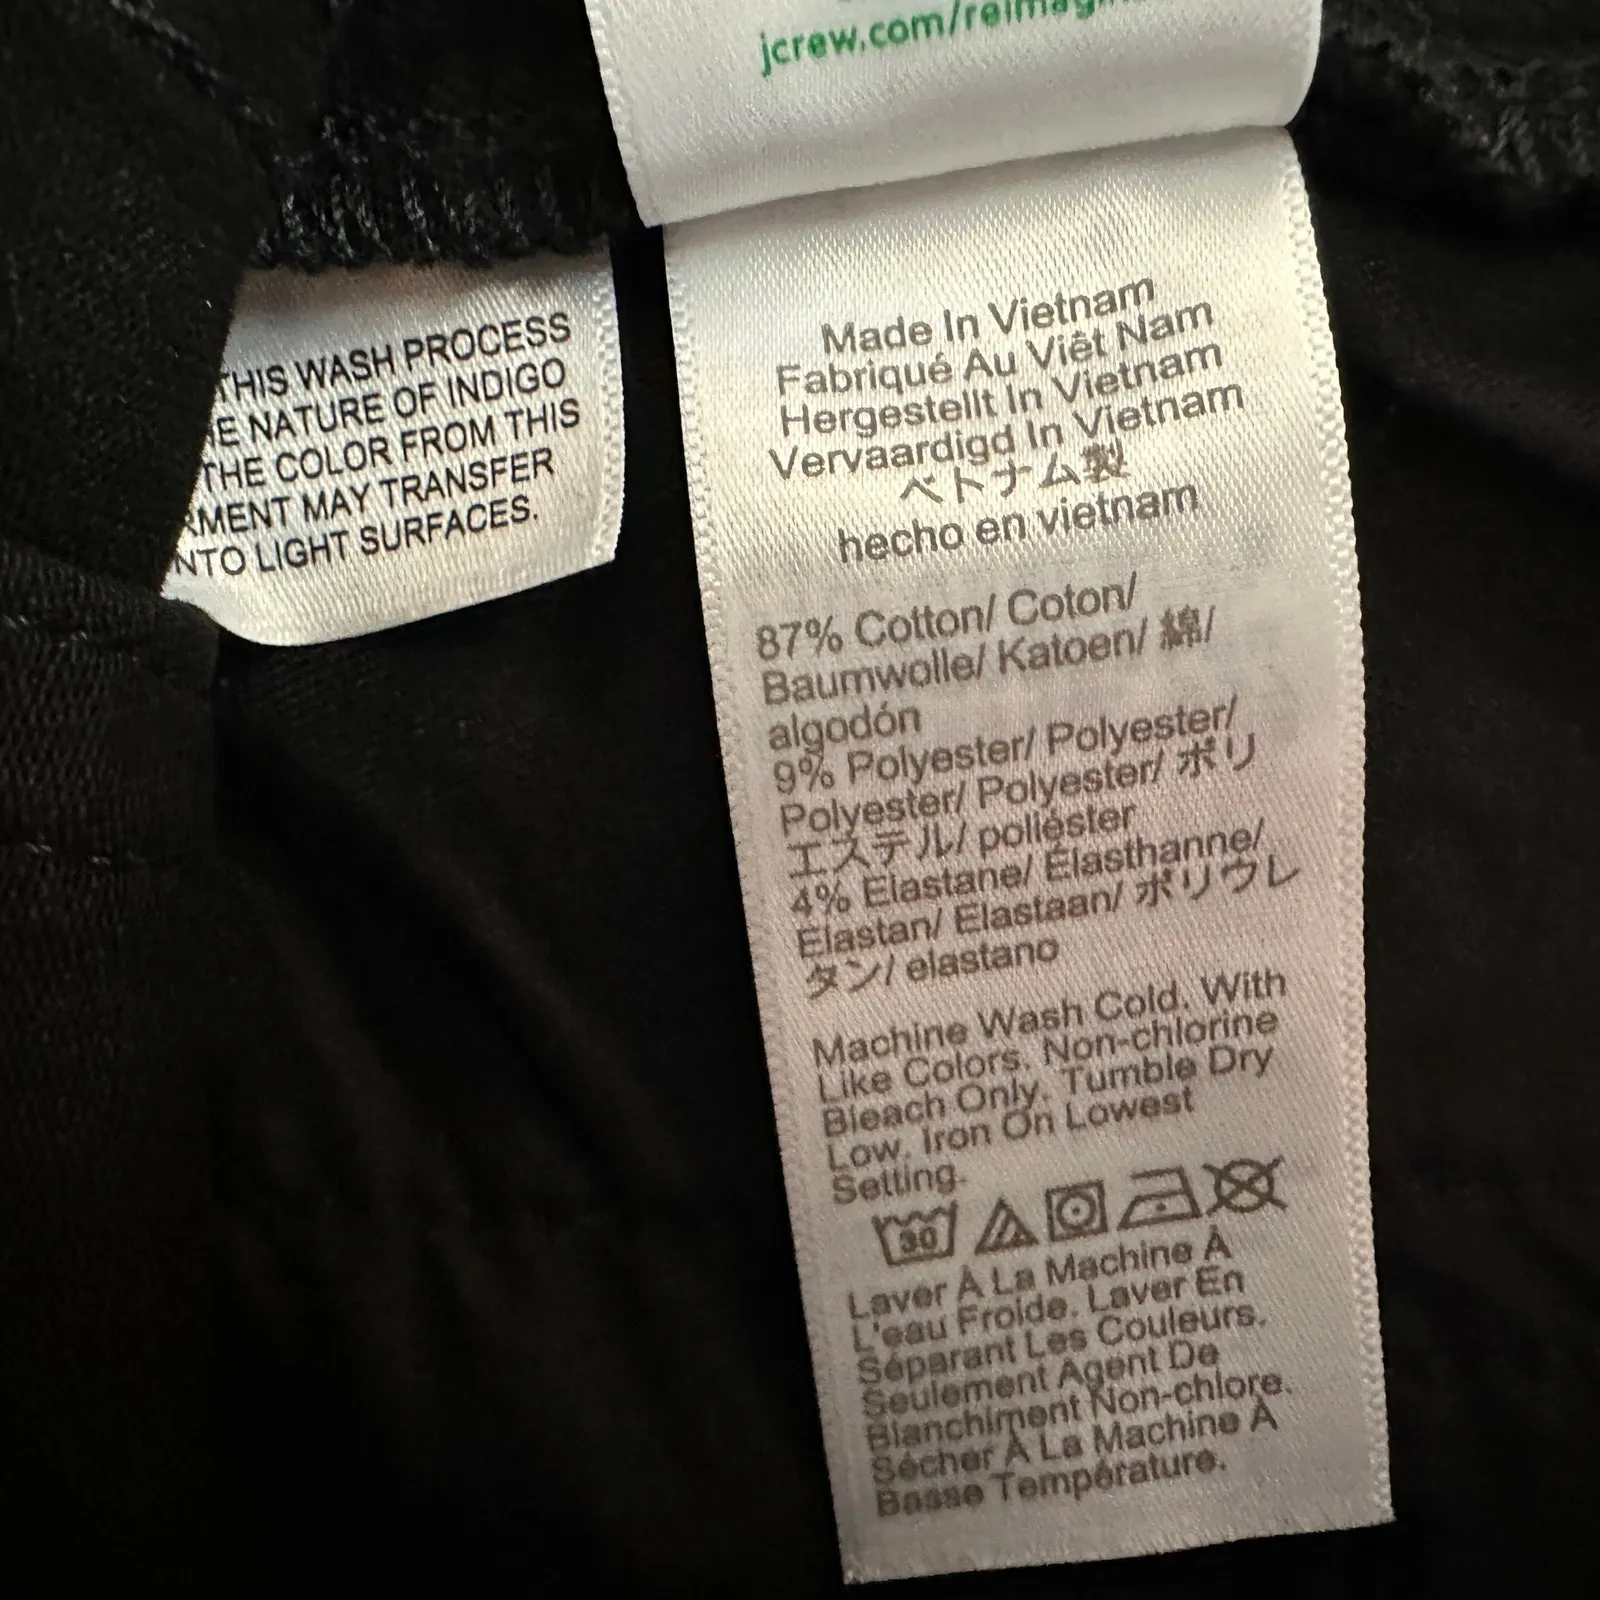 jcrew.com/reimagin
THIS WASH PROCESS
NATURE OF INDIGO
THE COLOR FROM THIS
MENT MAY TRANSFER
NTO LIGHT SURFACES.
Made In Vietnam
Fabriqué Au Viêt Nam
Hergestellt In Vietnam
Vervaardigd In Vietnam
ベトナム製
hecho en vietnam
87% Cotton/ Coton/
Baumwolle/ Katoen/ 綿/
algodón
9% Polyester/ Polyester/
Polyester/ Polyester/ ポリ
エステル/ poliéster
4% Elastane/ Élasthanne/
Elastan/ Elastaan/ ポリウレ
タン/ elastano
Machine Wash Cold. With
Like Colors. Non-chlorine
Bleach Only. Tumble Dry
Low. Iron On Lowest
Setting.
30
Laver À La Machine À
L'eau Froide. Laver En
Séparant Les Couleurs.
Seulement Agent De
Blanchiment Non-chlore.
Sécher À La Machine À
Basse Température.